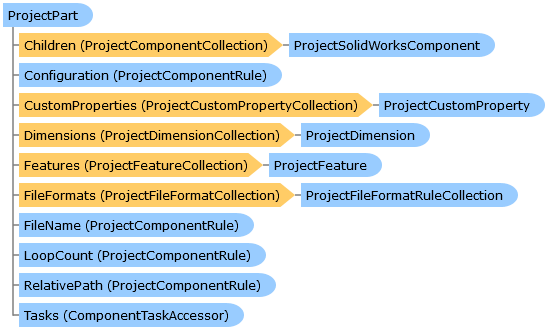 ProjectPart
Children (ProjectComponentCollection) ProjectSolidWorksComponent
Configuration (ProjectComponentRule)
CustomProperties (ProjectCustomPropertyCollection) ProjectCustomProperty
Dimensions (ProjectDimensionCollection) ProjectDimension
Features (ProjectFeatureCollection) ProjectFeature
FileFormats (ProjectFileFormatCollection) ProjectFileFormatRuleCollection
FileName (ProjectComponentRule)
LoopCount (ProjectComponentRule)
RelativePath (ProjectComponentRule)
Tasks (ComponentTaskAccessor)